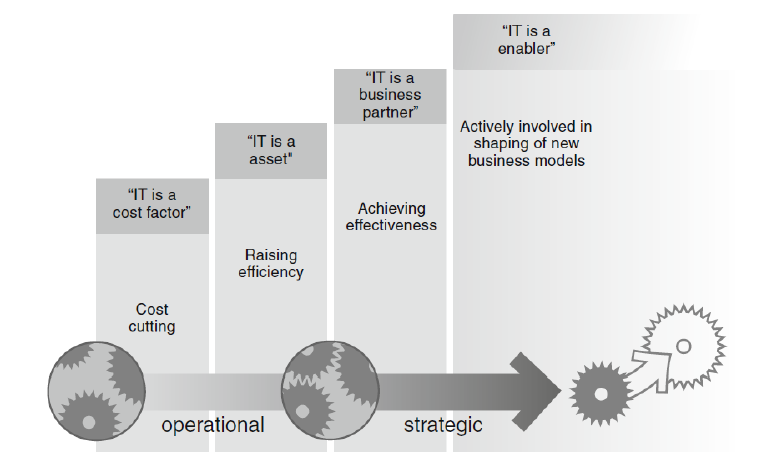 “IT is a
cost factor”
Cost
cutting
“IT is a
asset"
Raising
efficiency
“IT is a
business
partner”
Achieving
effectiveness
“IT is a
enabler”
Actively involved in
shaping of new
business models
operational
strategic